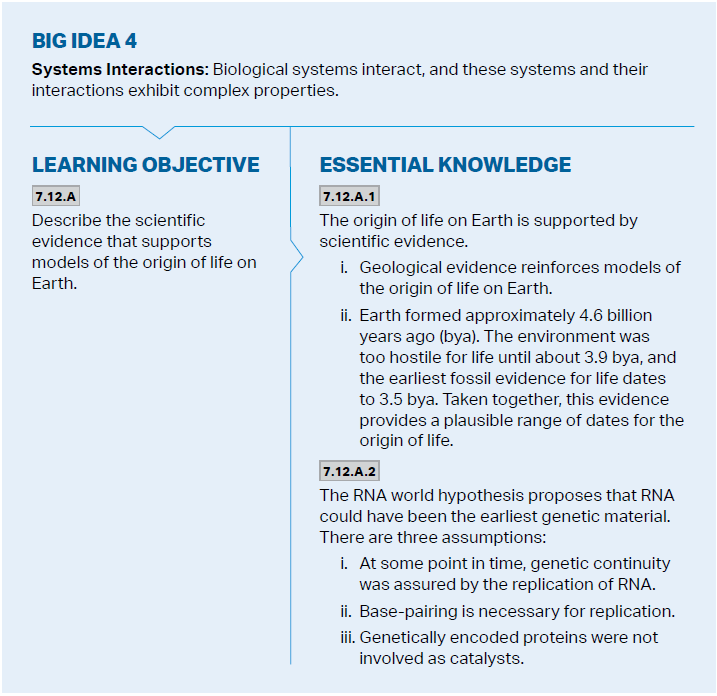 BIG IDEA 4
Systems Interactions: Biological systems interact, and these systems and their
interactions exhibit complex properties.
LEARNING OBJECTIVE
7.12.A
Describe the scientific
evidence that supports
models of the origin of life on
Earth.
ESSENTIAL KNOWLEDGE
7.12.A.1
The origin of life on Earth is supported by
scientific evidence.
i. Geological evidence reinforces models of
the origin of life on Earth.
ii. Earth formed approximately 4.6 billion
years ago (bya). The environment was
too hostile for life until about 3.9 bya, and
the earliest fossil evidence for life dates
to 3.5 bya. Taken together, this evidence
provides a plausible range of dates for the
origin of life.
7.12.A.2
The RNA world hypothesis proposes that RNA
could have been the earliest genetic material.
There are three assumptions:
i. At some point in time, genetic continuity
was assured by the replication of RNA.
ii. Base-pairing is necessary for replication.
iii. Genetically encoded proteins were not
involved as catalysts.